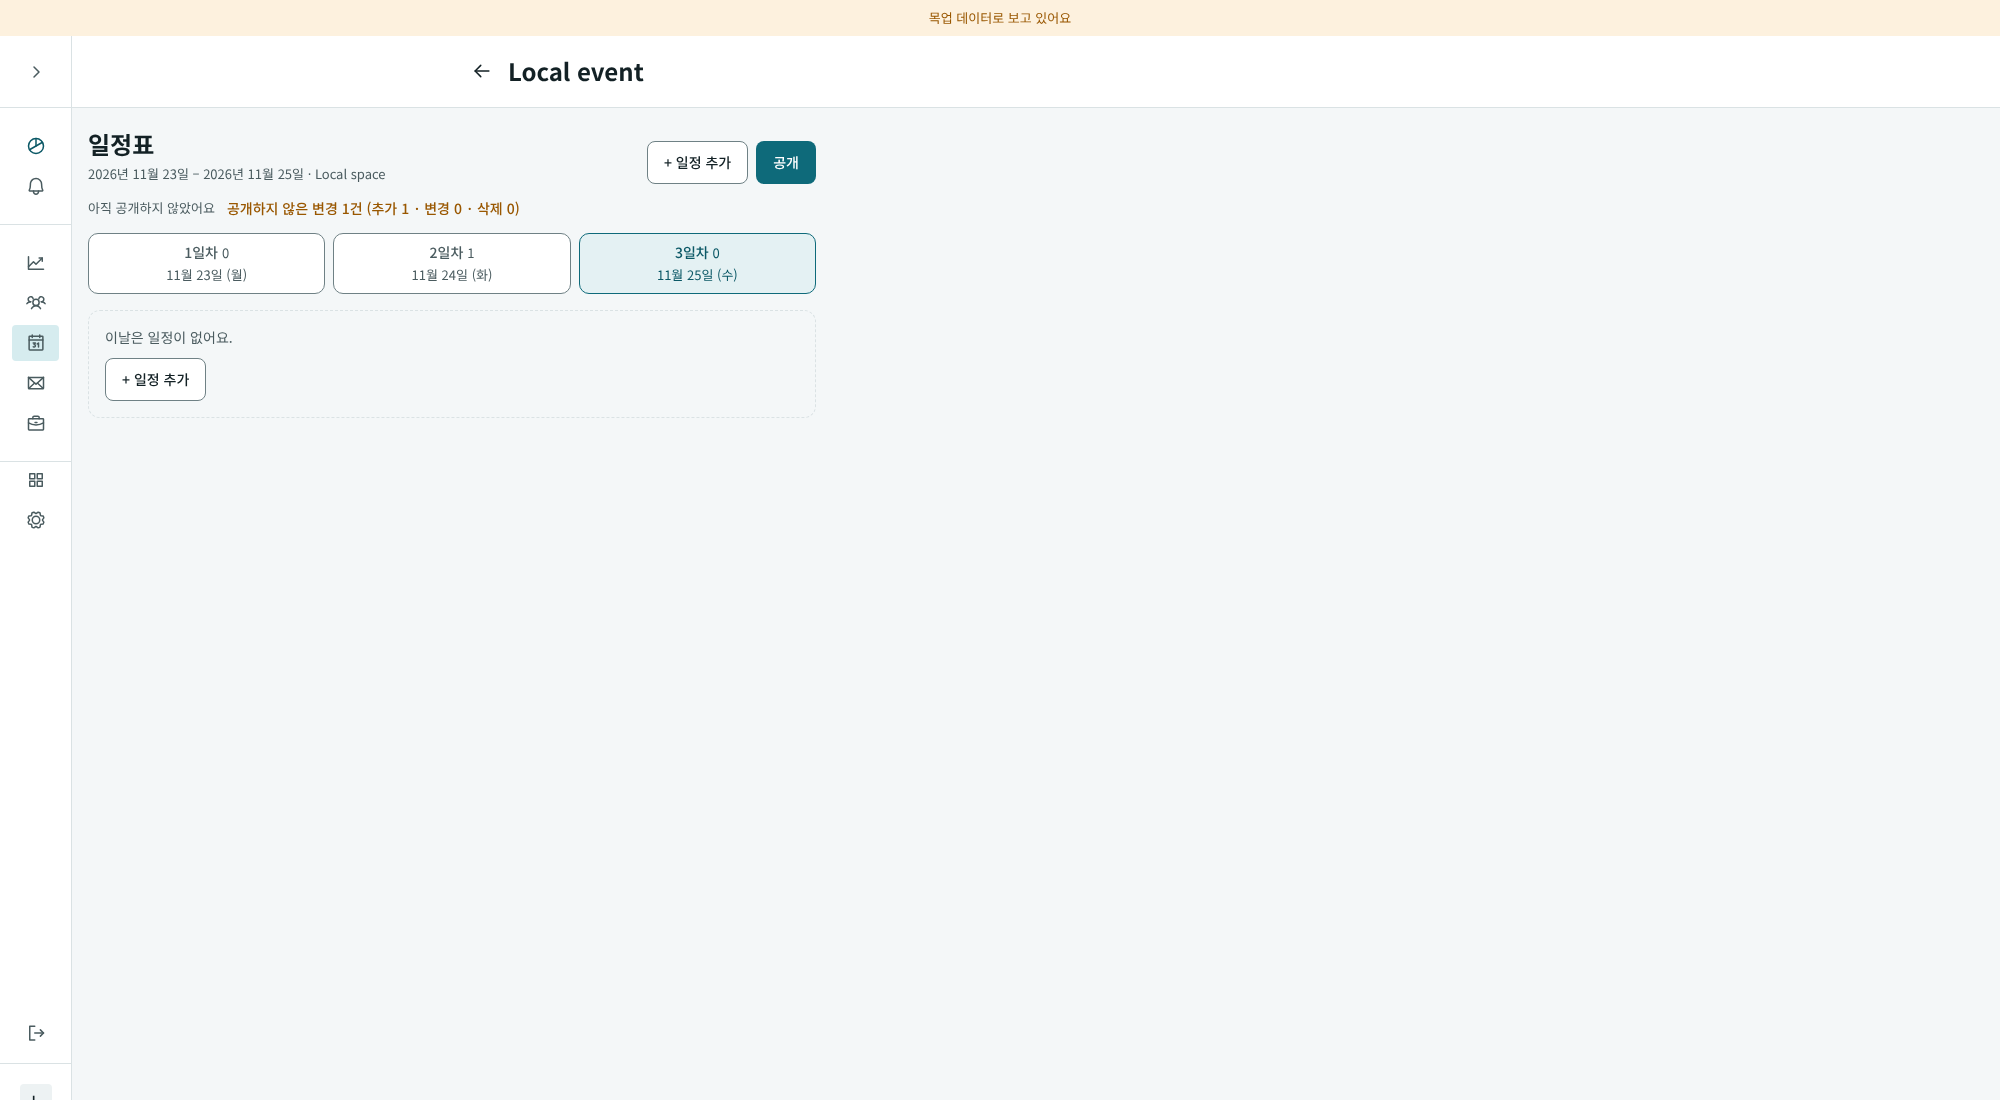 목업 데이터로 보고 있어요
Local event
일정표
2026년 11월 23일 – 2026년 11월 25일 · Local space
+ 일정 추가
공개
아직 공개하지 않았어요 공개하지 않은 변경 1건 (추가 1 · 변경 0 · 삭제 0)
1일차 0
11월 23일 (월)
2일차 1
11월 24일 (화)
3일차 0
11월 25일 (수)
31
이날은 일정이 없어요.
+ 일정 추가